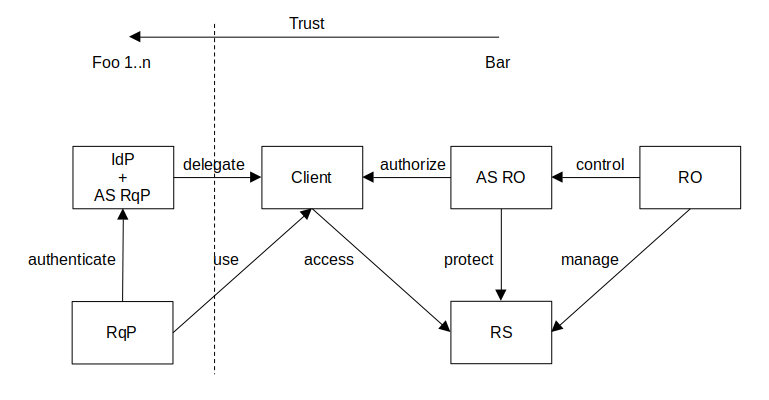 Trust
Foo 1..n
Bar
IdP
+
AS RqP
delegate
Client
authorize
AS RO
control
RO
authenticate
use
access
protect
manage
RqP
RS